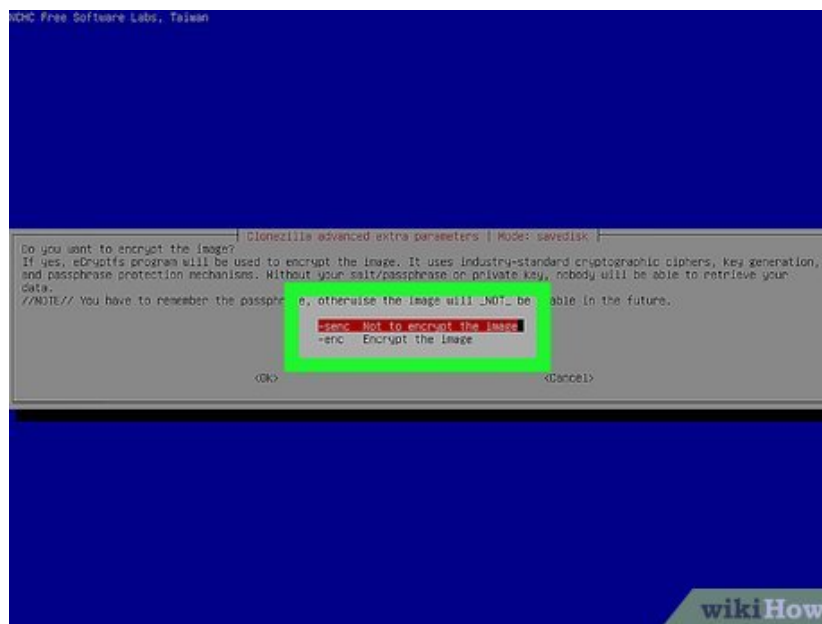 NCHC Free Software Labs, Taiwan
Clonezilla advanced extra parameters | Mode: savedisk
Do you want to encrypt the image?
If yes, eCryptfs program will be used to encrypt the image. It uses industry-standard cryptographic ciphers, key generation,
and passphrase protection mechanisms. Without your salt/passphrase or private key, nobody will be able to retrieve your
data.
//NOTE// You have to remember the passphr e, otherwise the image will _NOT_ be able in the future.
-senc Not to encrypt the image
-enc Encrypt the image
<Ok> <Cancel>
wikiHow